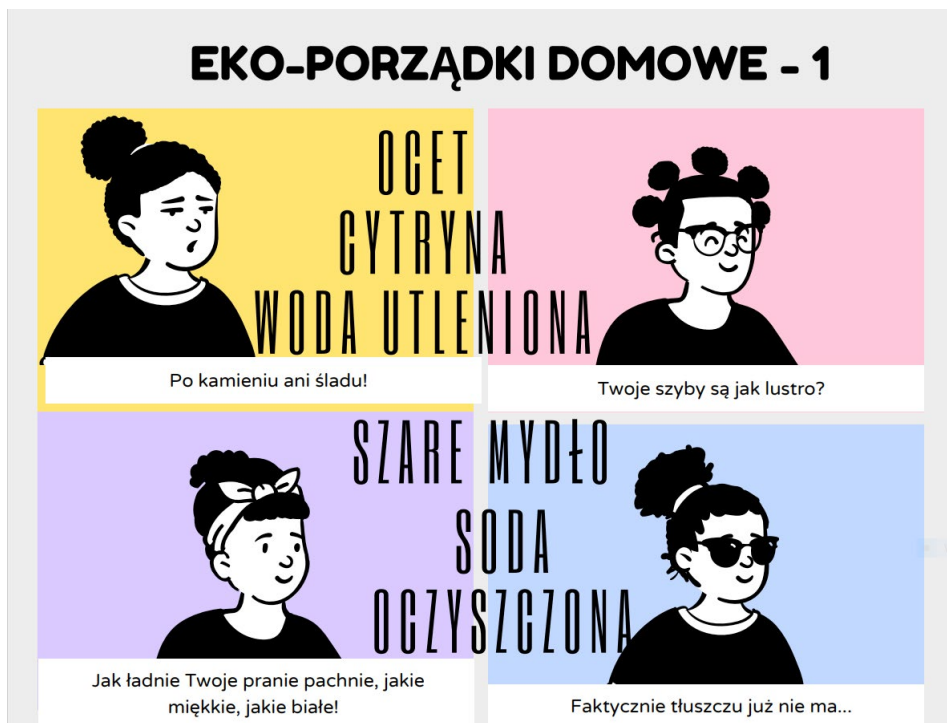 EKO-PORZĄDKI DOMOWE - 1
OCET
CYTRYNA
WODA UTLENIONA
Po kamieniu ani śladu!
Twoje szyby są jak lustro?
SZARE MYDŁO
SODA
OCZYSZCZONA
Jak ładnie Twoje pranie pachnie, jakie
miękkie, jakie białe!
Faktycznie tłuszczu już nie ma...